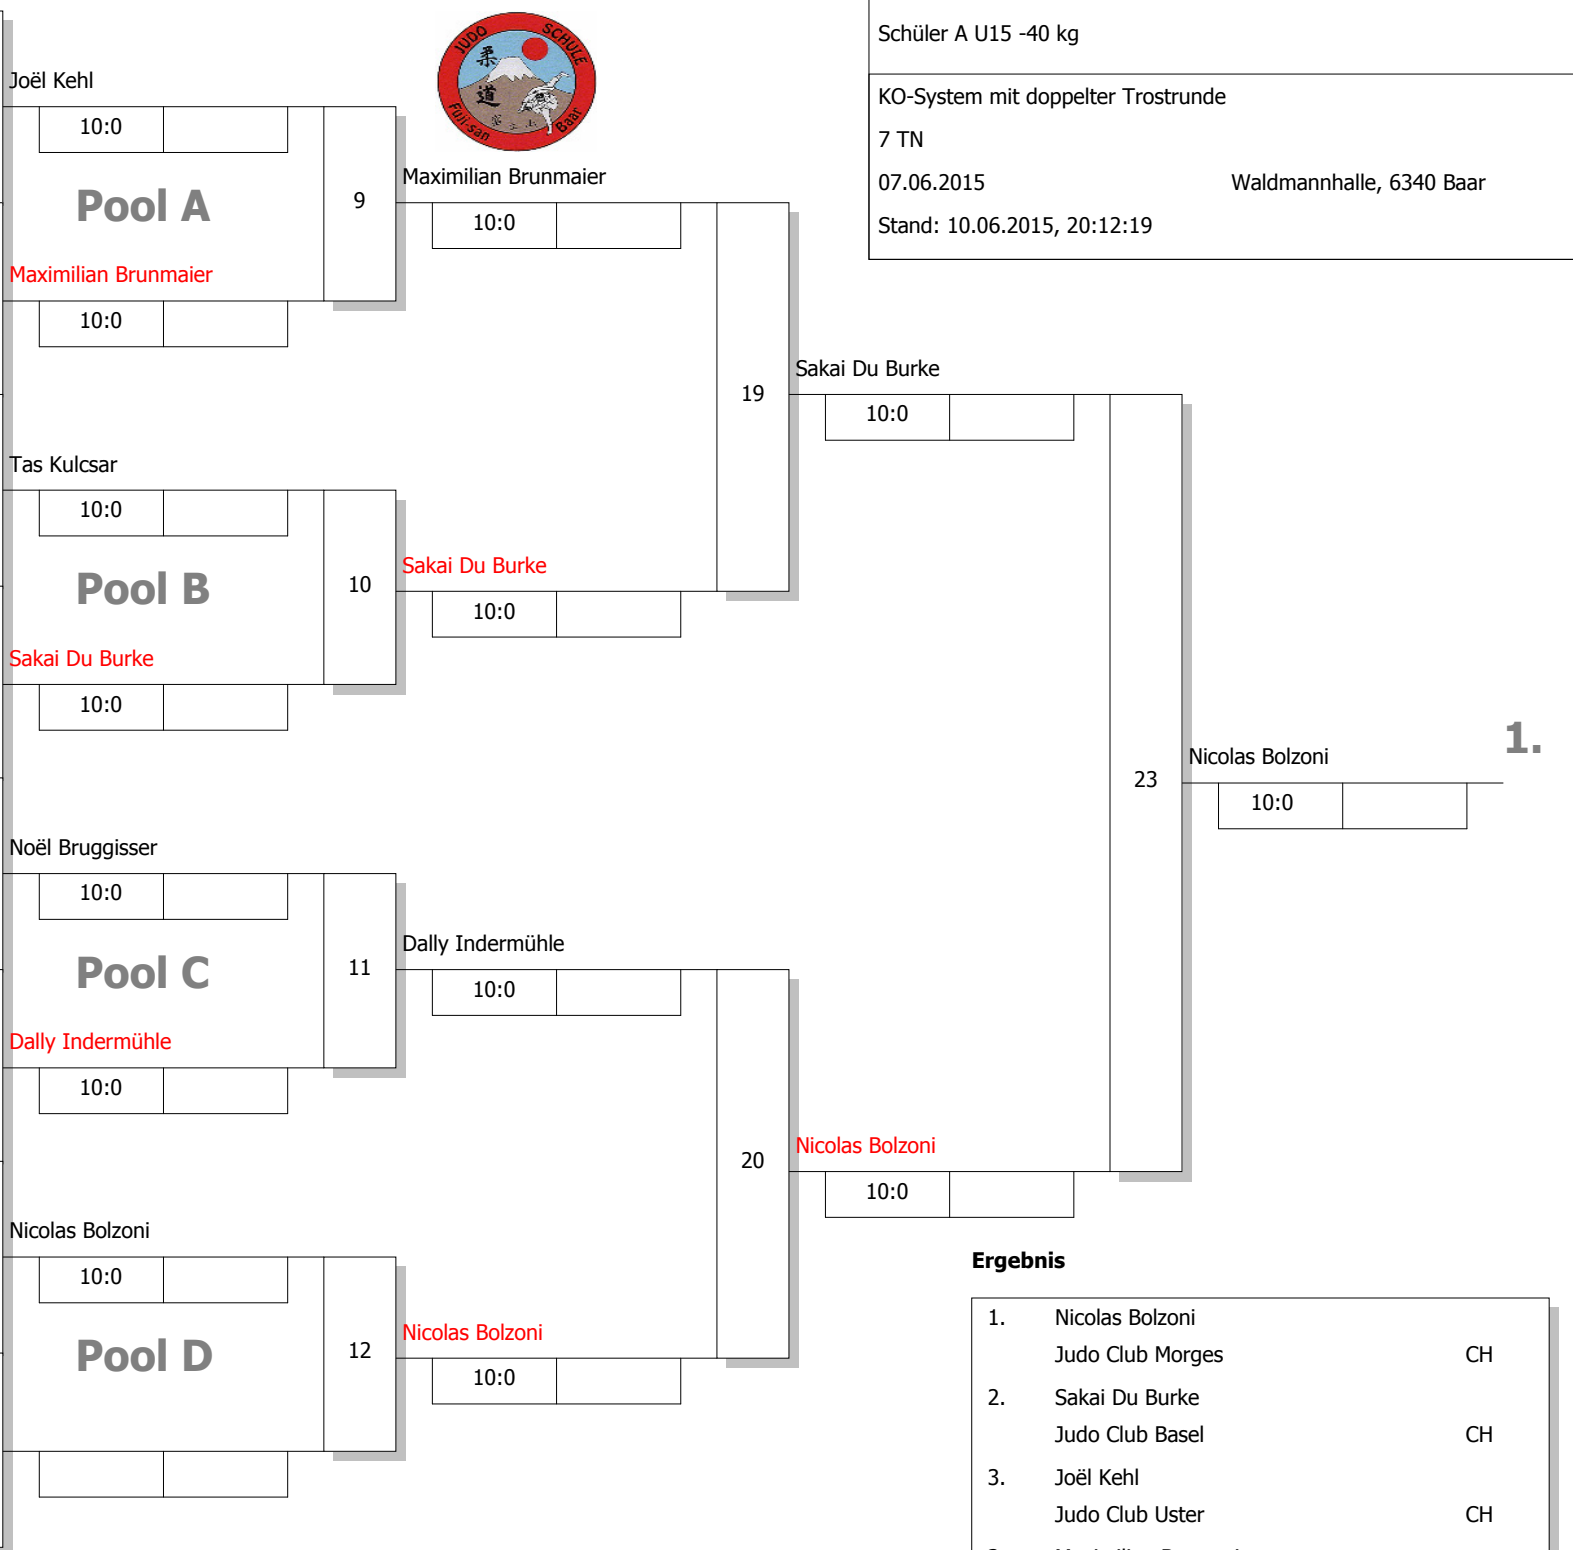 JUDO SCHULE
柔
道
Fuji-san Baar
Schüler A U15 -40 kg
KO-System mit doppelter Trostrunde
7 TN
07.06.2015 Waldmannhalle, 6340 Baar
Stand: 10.06.2015, 20:12:19
Joël Kehl
10:0
Pool A
9
Maximilian Brunmaier
10:0
Maximilian Brunmaier
10:0
19
Sakai Du Burke
10:0
Tas Kulcsar
10:0
Pool B
10
Sakai Du Burke
10:0
Sakai Du Burke
10:0
23
Nicolas Bolzoni
1.
10:0
Noël Bruggisser
10:0
Pool C
11
Dally Indermühle
10:0
Dally Indermühle
10:0
20
Nicolas Bolzoni
10:0
Nicolas Bolzoni
10:0
Pool D
12
Nicolas Bolzoni
10:0
Ergebnis
1. Nicolas Bolzoni
Judo Club Morges CH
2. Sakai Du Burke
Judo Club Basel CH
3. Joël Kehl
Judo Club Uster CH